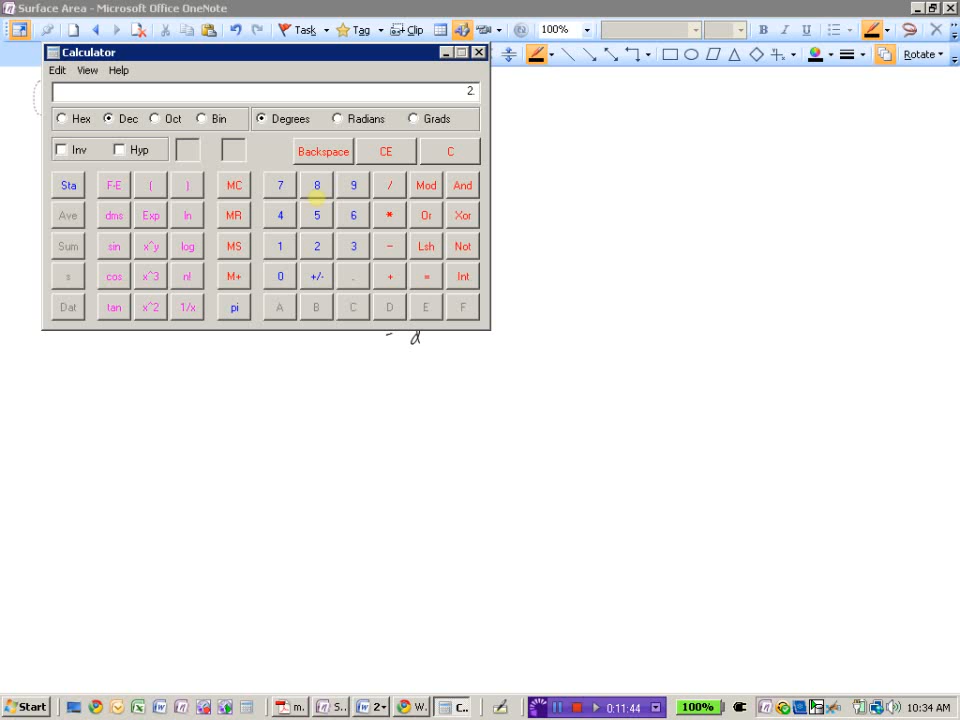 Surface Area - Microsoft Office OneNote
Task Tag Clip 100% B I U
Rotate
Calculator
Edit View Help
2.
Hex Dec Oct Bin Degrees Radians Grads
Inv Hyp Backspace CE C
Sta F-E ( ) MC 7 8 9 / Mod And
Ave dms Exp ln MR 4 5 6 * Or Xor
Sum sin x^y log MS 1 2 3 - Lsh Not
s cos x^3 n! M+ 0 +/- . + = Int
Dat tan x^2 1/x pi A B C D E F
- d
Start m. S.. 2 W. C.. 0:11:44 100% 10:34 AM